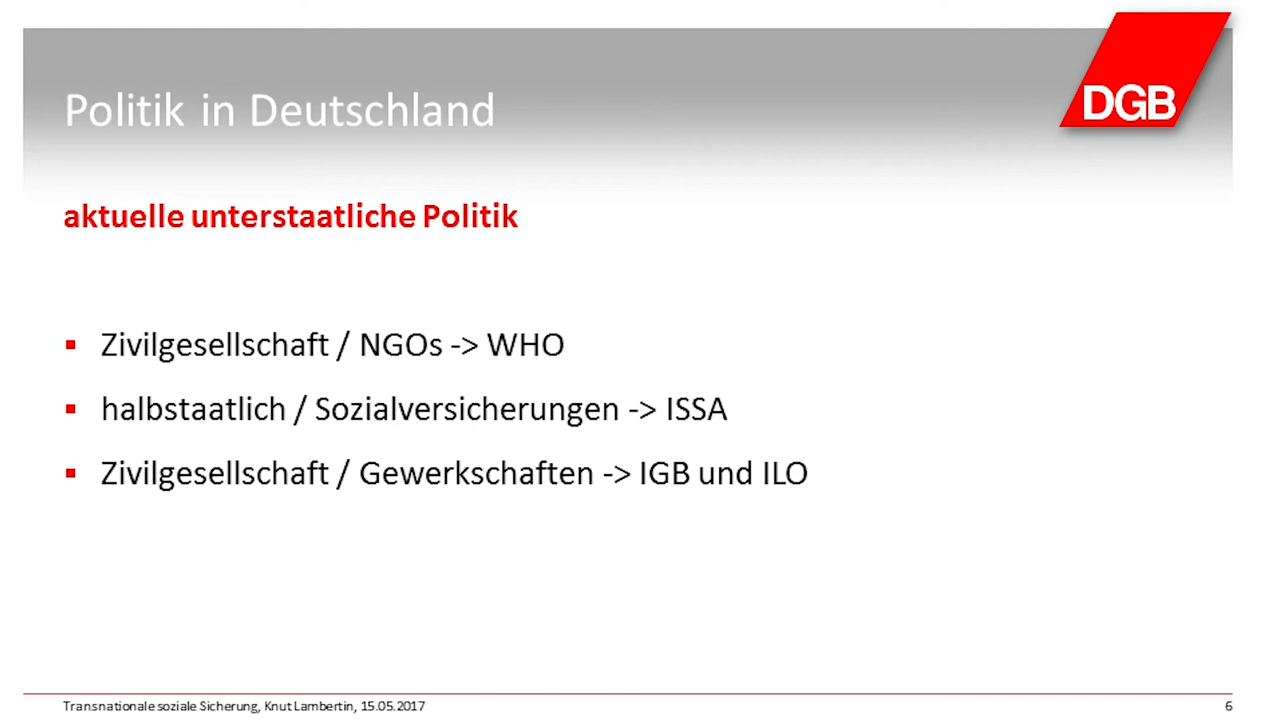 Politik in Deutschland
DGB
aktuelle unterstaatliche Politik
Zivilgesellschaft / NGOs -> WHO
halbstaatlich / Sozialversicherungen -> ISSA
Zivilgesellschaft / Gewerkschaften -> IGB und ILO
Transnationale soziale Sicherung, Knut Lambertin, 15.05.2017
6